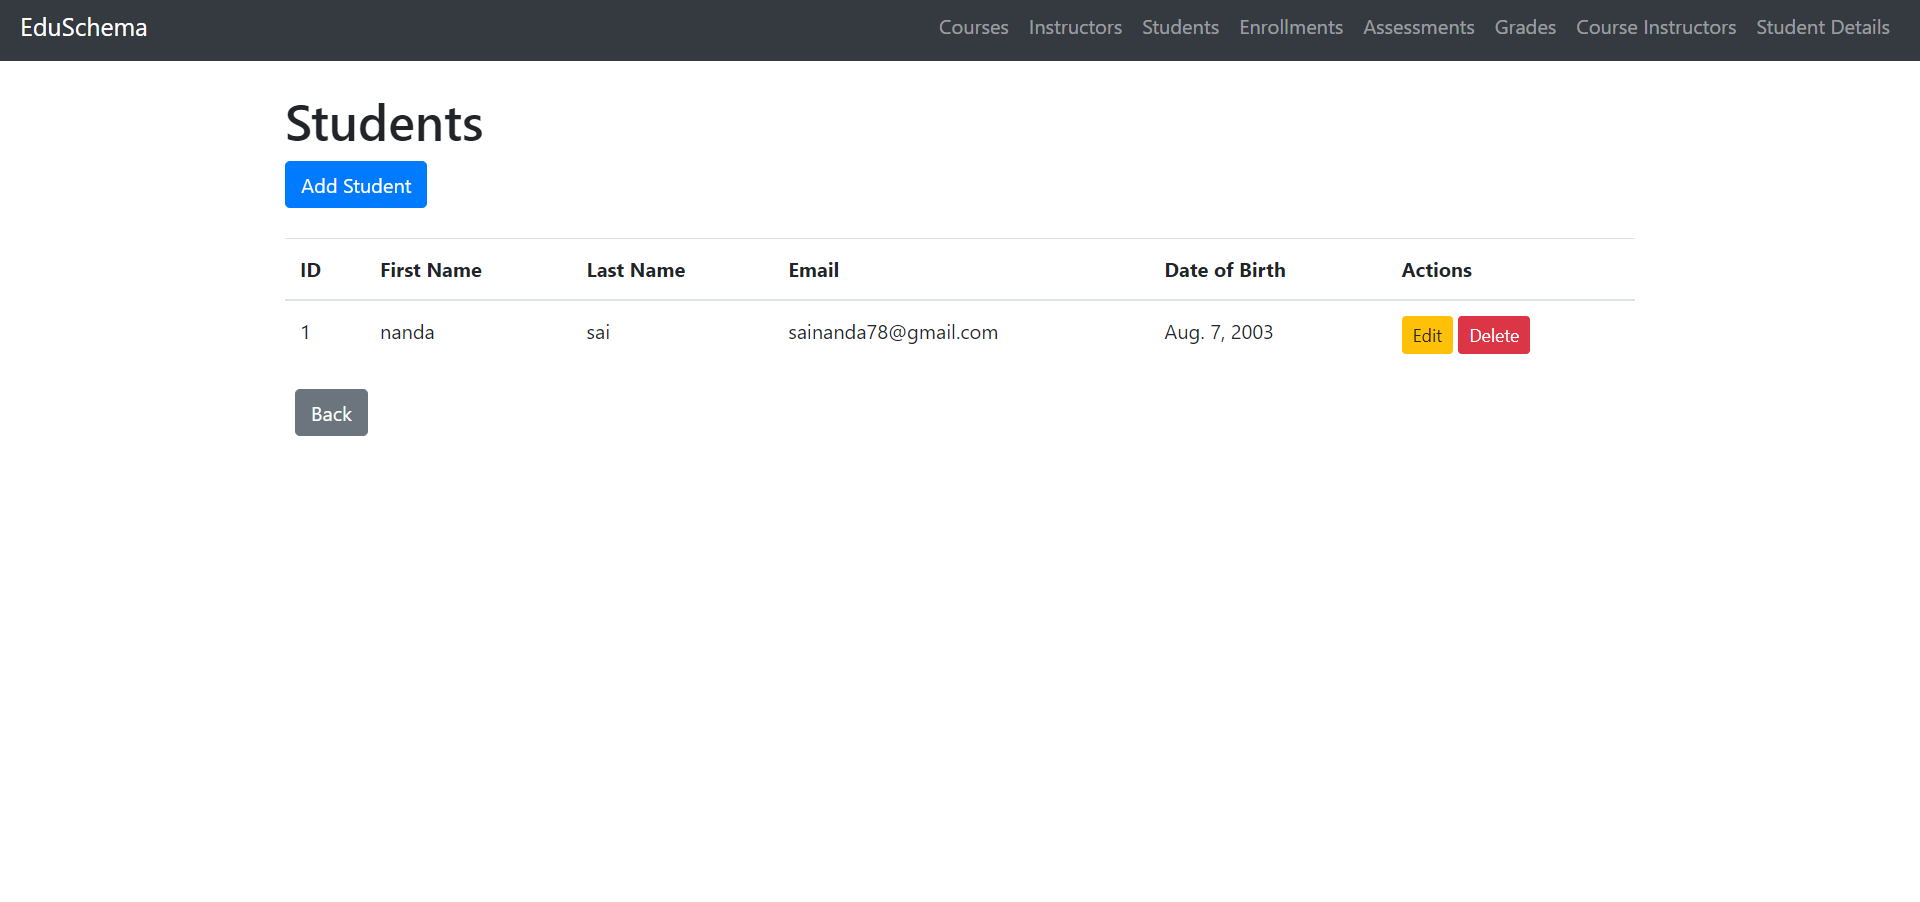 EduSchema Courses Instructors Students Enrollments Assessments Grades Course Instructors Student Details
Students
Add Student
ID First Name Last Name Email Date of Birth Actions
1 nanda sai sainanda78@gmail.com Aug. 7, 2003 Edit Delete
Back